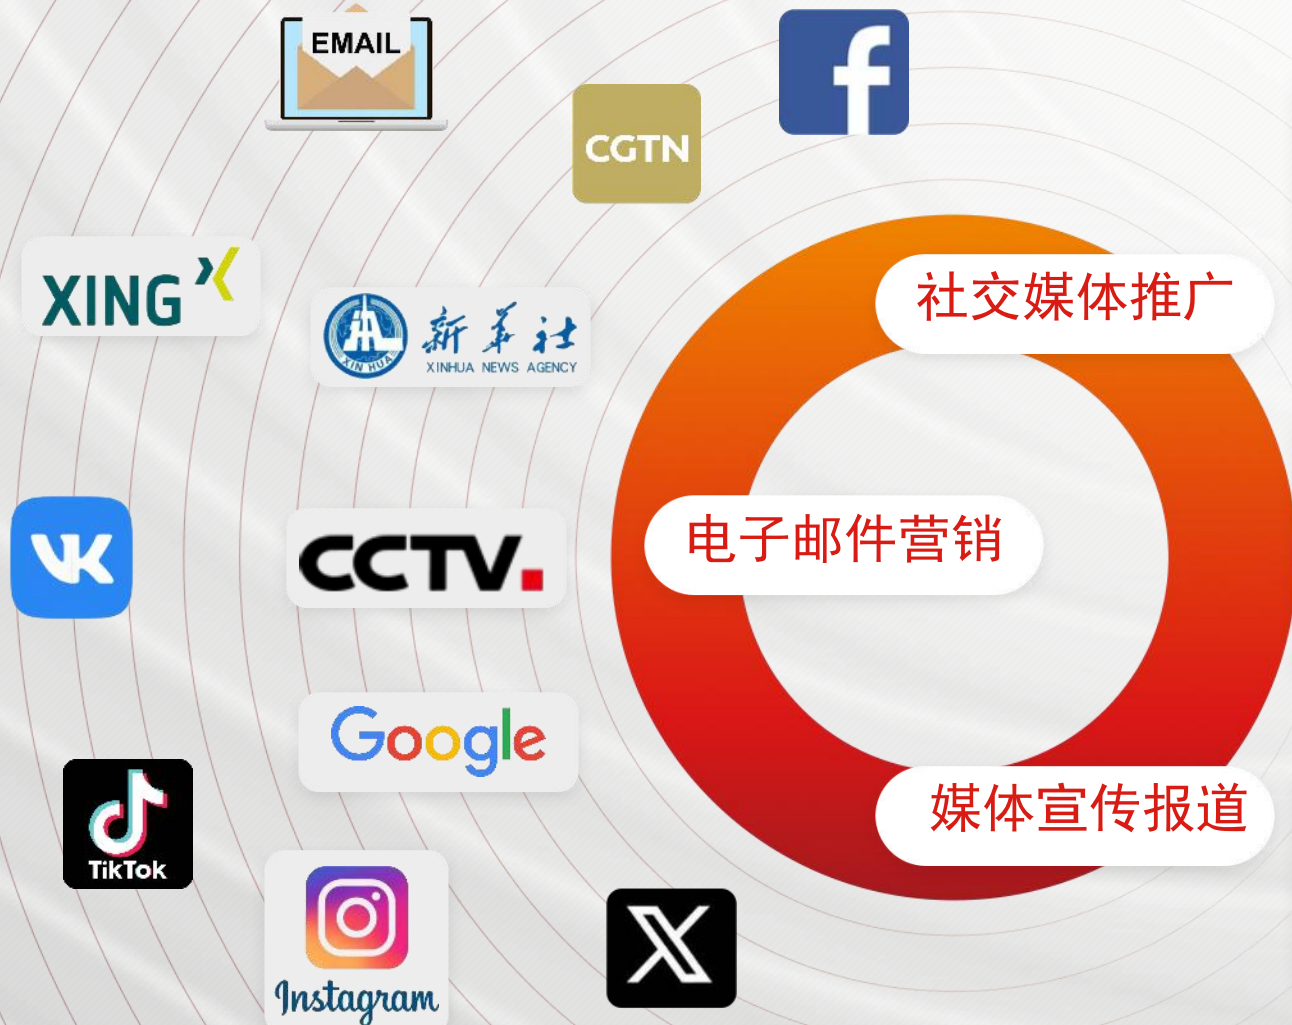 EMAIL
CGTN
f
XING
新华社
XIN HUA
XINHUA NEWS AGENCY
社交媒体推广
VK
CCTV
电子邮件营销
Google
TikTok
媒体宣传报道
Instagram
X